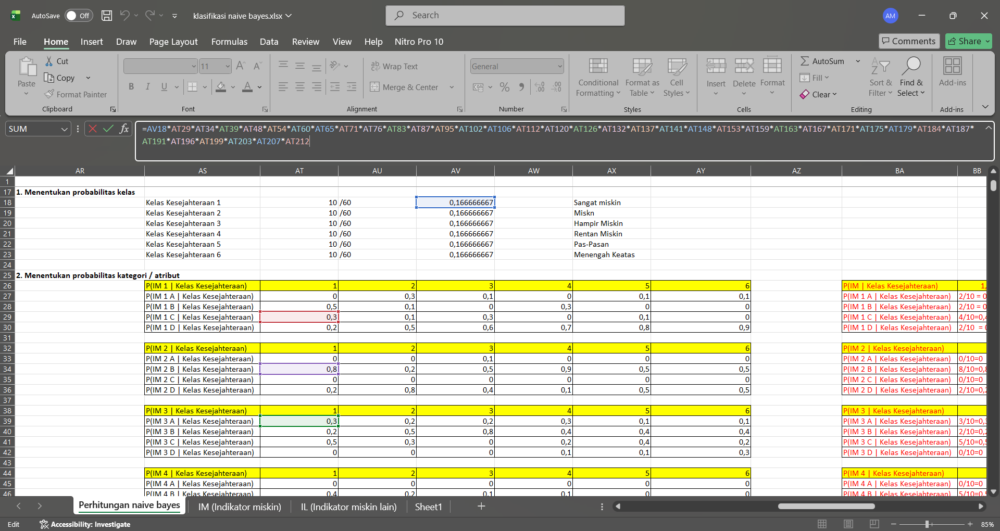 AutoSave Off klasifikasi naive bayes.xlsx Search AM
File Home Insert Draw Page Layout Formulas Data Review View Help Nitro Pro 10 Comments Share
Paste Cut Copy Format Painter Clipboard
11 B I U A Font
Wrap Text Merge & Center Alignment
General % Number
Conditional Formatting Format as Table Cell Styles Styles
Insert Delete Format Cells
AutoSum Fill Clear Sort & Filter Find & Select Editing
Add-ins Add-ins
SUM fx =AV18*AT29*AT34*AT39*AT48*AT54*AT60*AT65*AT71*AT76*AT83*AT87*AT95*AT102*AT106*AT112*AT120*AT126*AT132*AT137*AT141*AT148*AT153*AT159*AT163*AT167*AT171*AT175*AT179*AT184*AT187*
AT191*AT196*AT199*AT203*AT207*AT212
AR AS AT AU AV AW AX AY AZ BA BB
1
17 1. Menentukan probabilitas kelas
18 Kelas Kesejahteraan 1 10 /60 0,166666667 Sangat miskin
19 Kelas Kesejahteraan 2 10 /60 0,166666667 Miskn
20 Kelas Kesejahteraan 3 10 /60 0,166666667 Hampir Miskin
21 Kelas Kesejahteraan 4 10 /60 0,166666667 Rentan Miskin
22 Kelas Kesejahteraan 5 10 /60 0,166666667 Pas-Pasan
23 Kelas Kesejahteraan 6 10 /60 0,166666667 Menengah Keatas
24
25 2. Menentukan probabilitas kategori / atribut
26 P(IM 1 | Kelas Kesejahteraan) 1 2 3 4 5 6 P(IM | Kelas Kesejahteraan) 1,
27 P(IM 1 A | Kelas Kesejahteraan) 0 0,3 0,1 0 0,1 0,1 P(IM 1 A | Kelas Kesejahteraan) 2/10 = 0
28 P(IM 1 B | Kelas Kesejahteraan) 0,5 0,1 0 0,3 0 0 P(IM 1 B | Kelas Kesejahteraan) 2/10 = 0
29 P(IM 1 C | Kelas Kesejahteraan) 0,3 0,1 0,3 0 0,1 0 P(IM 1 C | Kelas Kesejahteraan) 4/10=0,4
30 P(IM 1 D | Kelas Kesejahteraan) 0,2 0,5 0,6 0,7 0,8 0,9 P(IM 1 D | Kelas Kesejahteraan) 2/10 = 0
31
32 P(IM 2 | Kelas Kesejahteraan) 1 2 3 4 5 6 P(IM 2 | Kelas Kesejahteraan)
33 P(IM 2 A | Kelas Kesejahteraan) 0 0 0,1 0 0 0 P(IM 2 A | Kelas Kesejahteraan) 0/10=0
34 P(IM 2 B | Kelas Kesejahteraan) 0,8 0,2 0,5 0,9 0,5 0,5 P(IM 2 B | Kelas Kesejahteraan) 8/10=0,8
35 P(IM 2 C | Kelas Kesejahteraan) 0 0 0 0 0 0 P(IM 2 C | Kelas Kesejahteraan) 0/10=0
36 P(IM 2 D | Kelas Kesejahteraan) 0,2 0,8 0,4 0,1 0,5 0,5 P(IM 2 D | Kelas Kesejahteraan) 2/10=0,2
37
38 P(IM 3 | Kelas Kesejahteraan) 1 2 3 4 5 6 P(IM 3 | Kelas Kesejahteraan)
39 P(IM 3 A | Kelas Kesejahteraan) 0,3 0,2 0,2 0,3 0,1 0,1 P(IM 3 A | Kelas Kesejahteraan) 3/10=0,3
40 P(IM 3 B | Kelas Kesejahteraan) 0,2 0,5 0,8 0,4 0,4 0,4 P(IM 3 B | Kelas Kesejahteraan) 2/10=0,2
41 P(IM 3 C | Kelas Kesejahteraan) 0,5 0,3 0 0,2 0,4 0,2 P(IM 3 C | Kelas Kesejahteraan) 5/10=0,5
42 P(IM 3 D | Kelas Kesejahteraan) 0 0 0 0,1 0,1 0,3 P(IM 3 D | Kelas Kesejahteraan) 0/10=0
43
44 P(IM 4 | Kelas Kesejahteraan) 1 2 3 4 5 6 P(IM 4 | Kelas Kesejahteraan)
45 P(IM 4 A | Kelas Kesejahteraan) 0 0 0 0 0 0 P(IM 4 A | Kelas Kesejahteraan) 0/10=0
46 P(IM 4 B | Kelas Kesejahteraan) 0,4 0,2 0,1 0,1 0 0 P(IM 4 B | Kelas Kesejahteraan) 5/10=0,5
Perhitungan naive bayes IM (Indikator miskin) IL (Indikator miskin lain) Sheet1
Edit Accessibility: Investigate 85%